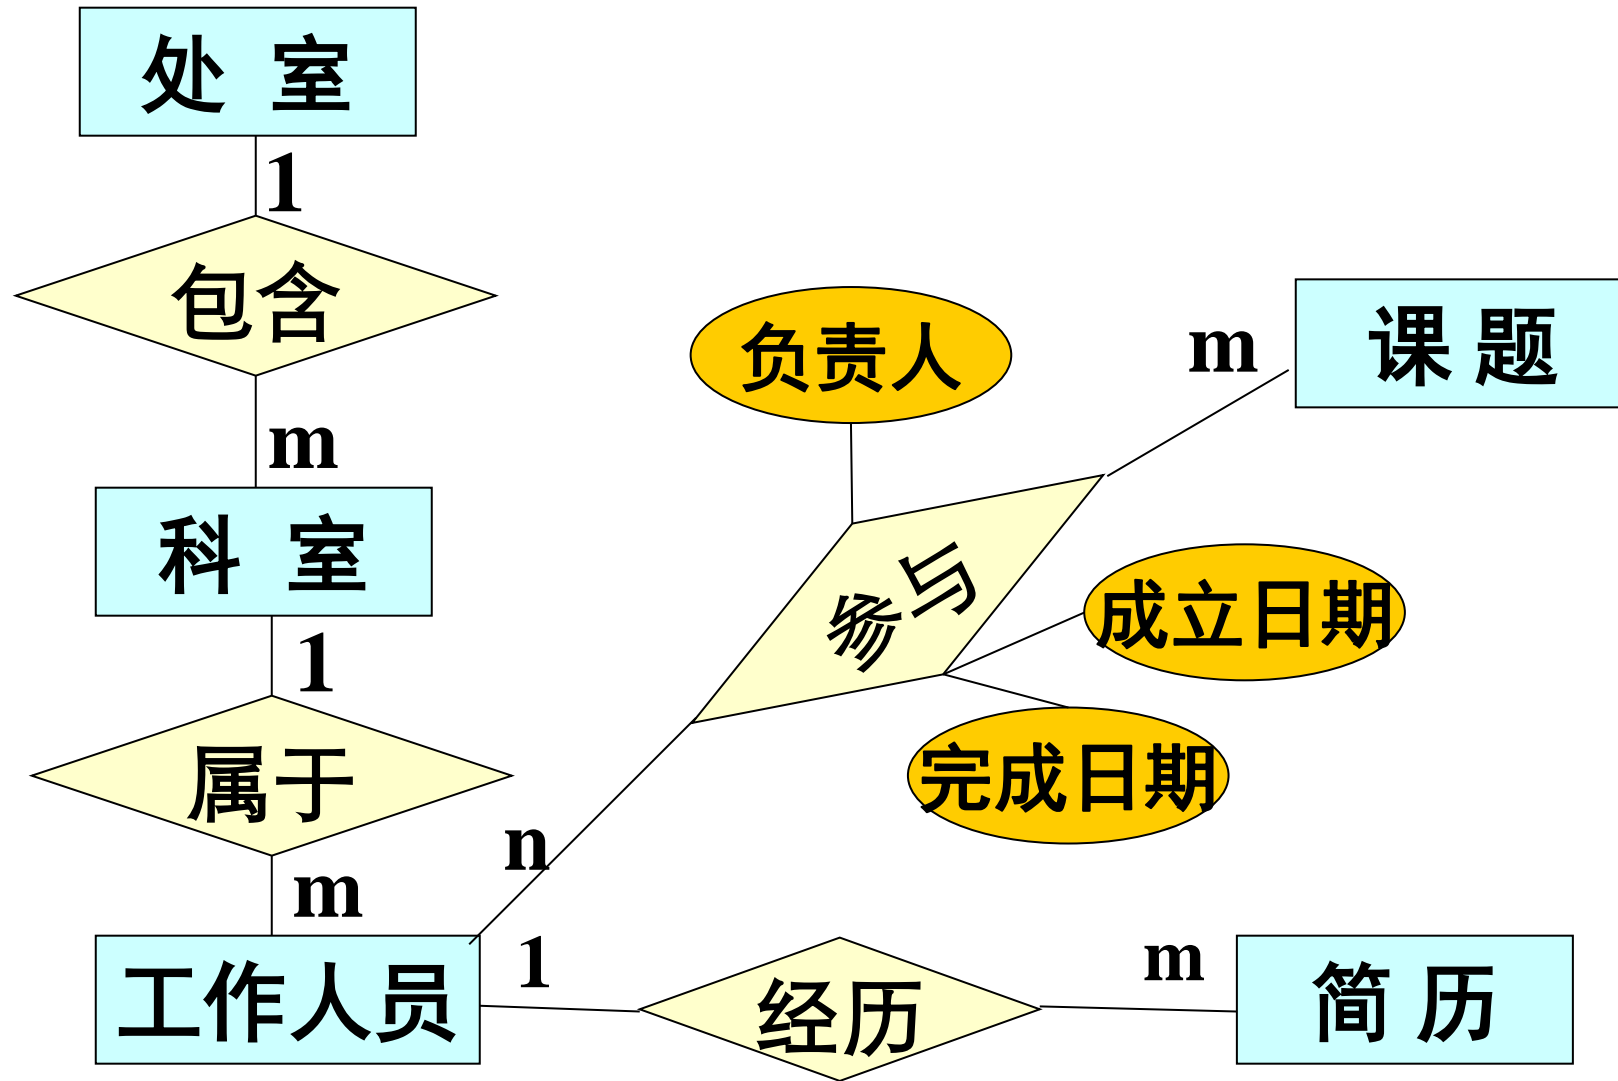 处 室
1
包含
m
科 室
1
属于
m
工作人员
n
参与
负责人
成立日期
完成日期
m
课 题
1
经历
m
简 历